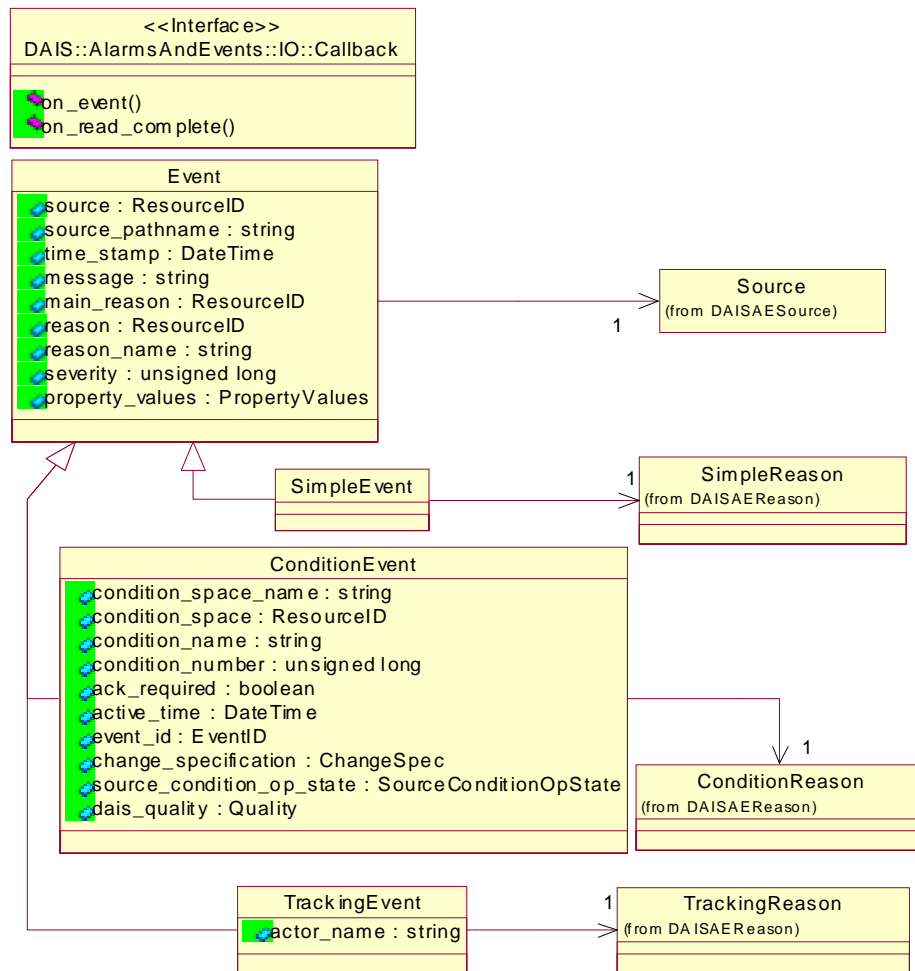 <<Interface>>
DAIS::AlarmsAndEvents::IO::Callback
on_event()
on_read_complete()
Event
source : ResourceID
source_pathname : string
time_stamp : DateTime
message : string
main_reason : ResourceID
reason : ResourceID
reason_name : string
severity : unsigned long
property_values : PropertyValues
1
Source
(from DAISAESource)
SimpleEvent
1
SimpleReason
(from DAISAEReason)
ConditionEvent
condition_space_name : string
condition_space : ResourceID
condition_name : string
condition_number : unsigned long
ack_required : boolean
active_time : DateTime
event_id : EventID
change_specification : ChangeSpec
source_condition_op_state : SourceConditionOpState
dais_quality : Quality
1
ConditionReason
(from DAISAEReason)
TrackingEvent
actor_name : string
1
TrackingReason
(from DAISAEReason)